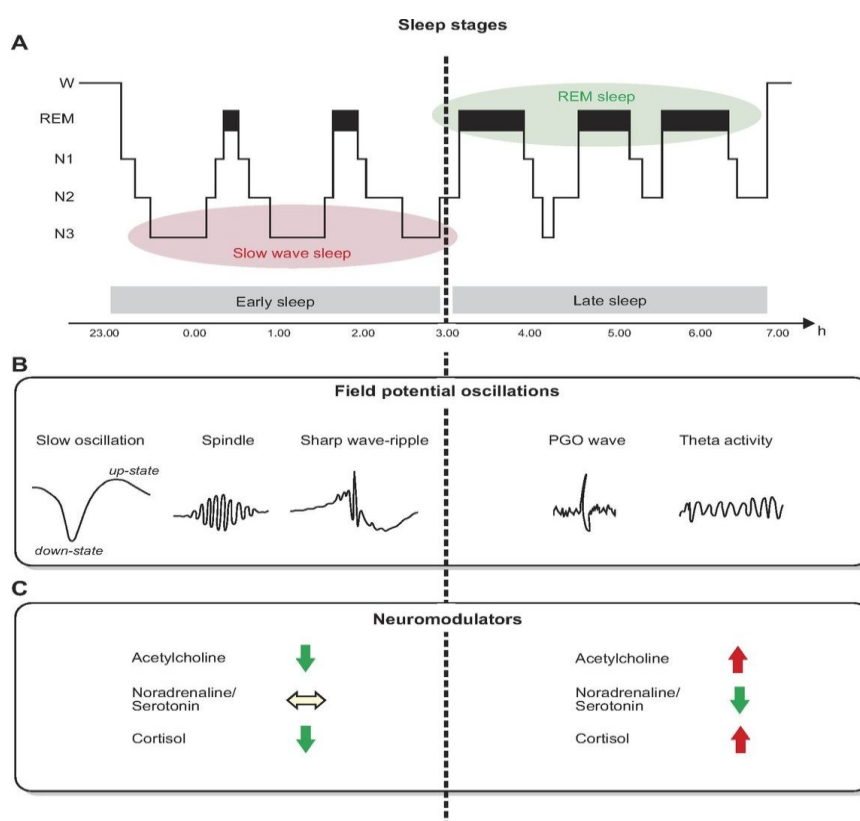 Sleep stages
A
W
REM
N1
N2
N3
REM sleep
Slow wave sleep
Early sleep
Late sleep
23.00 0.00 1.00 2.00 3.00 4.00 5.00 6.00 7.00 h
B
Field potential oscillations
Slow oscillation
Spindle
Sharp wave-ripple
PGO wave
Theta activity
up-state
down-state
C
Neuromodulators
Acetylcholine
Noradrenaline/
Serotonin
Cortisol
Acetylcholine
Noradrenaline/
Serotonin
Cortisol